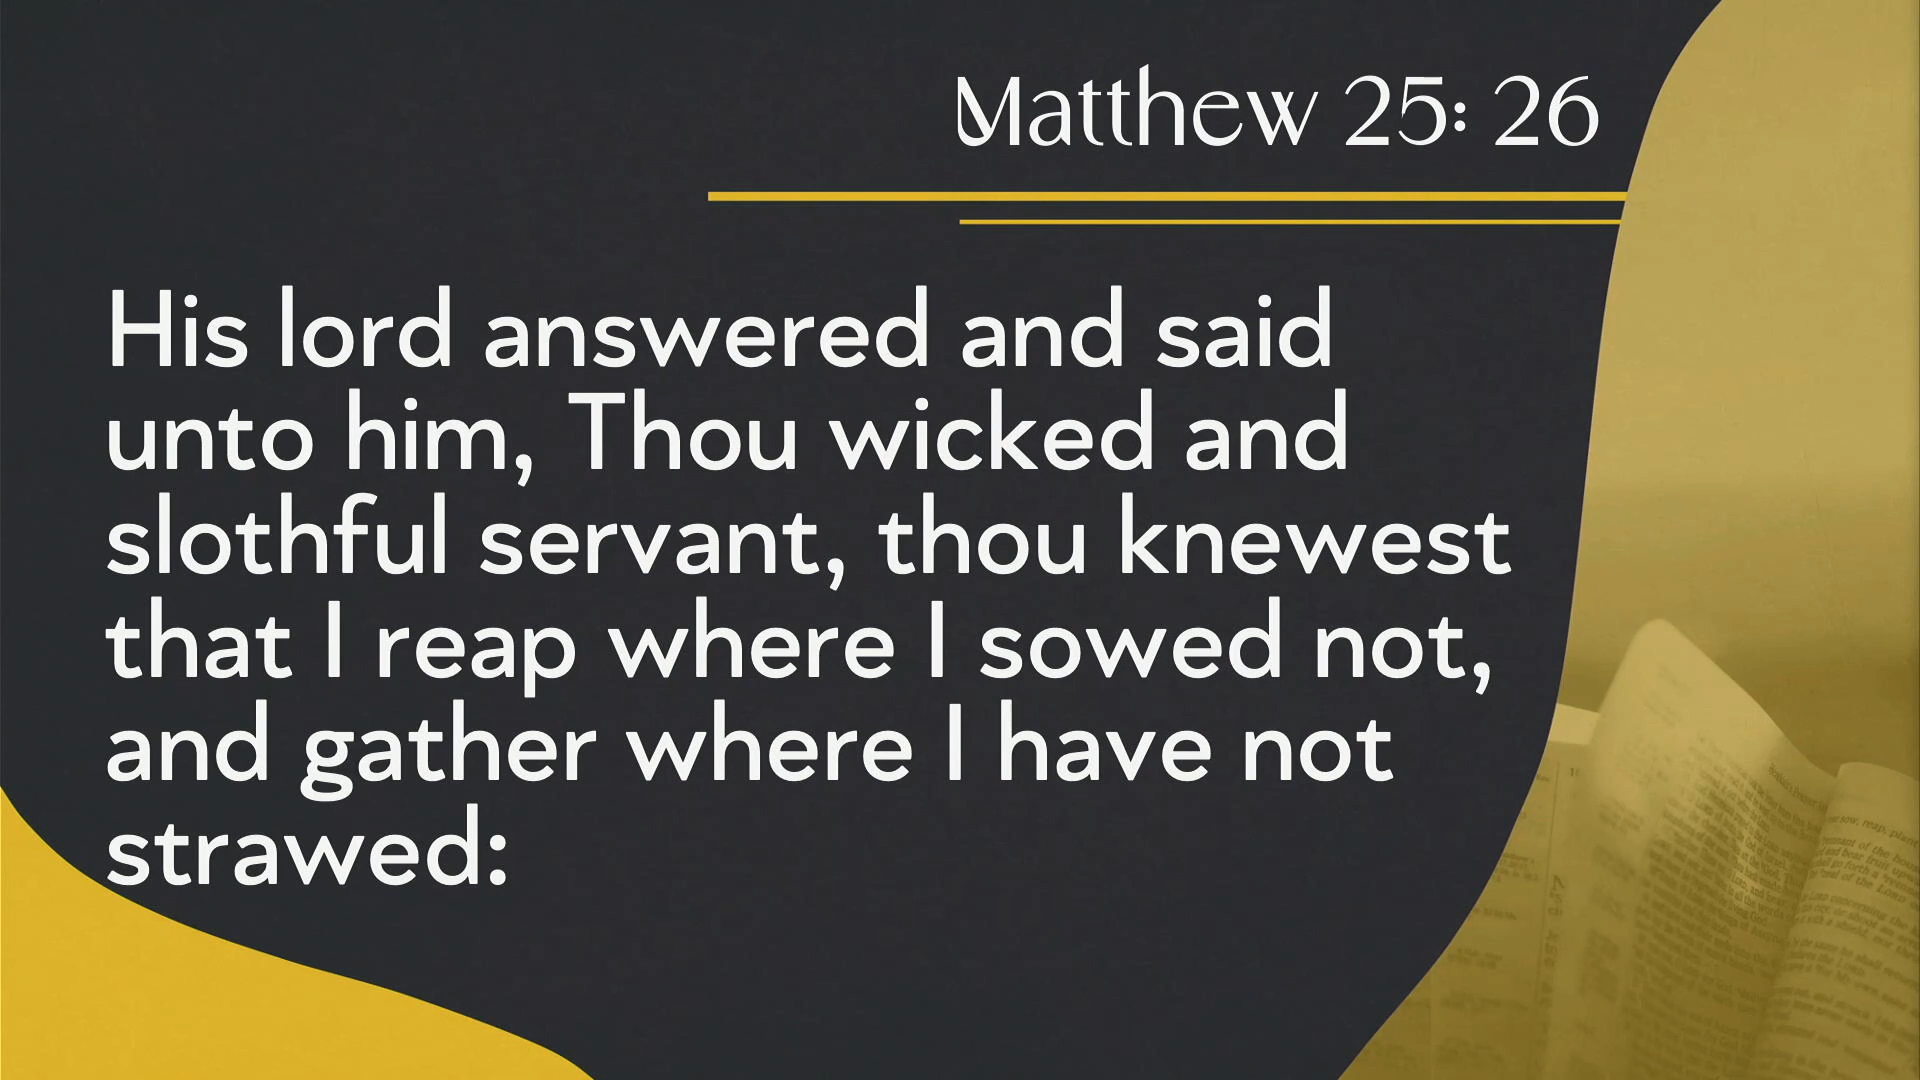 Matthew 25: 26
His lord answered and said
unto him, Thou wicked and
slothful servant, thou knewest
that I reap where I sowed not,
and gather where I have not
strawed: